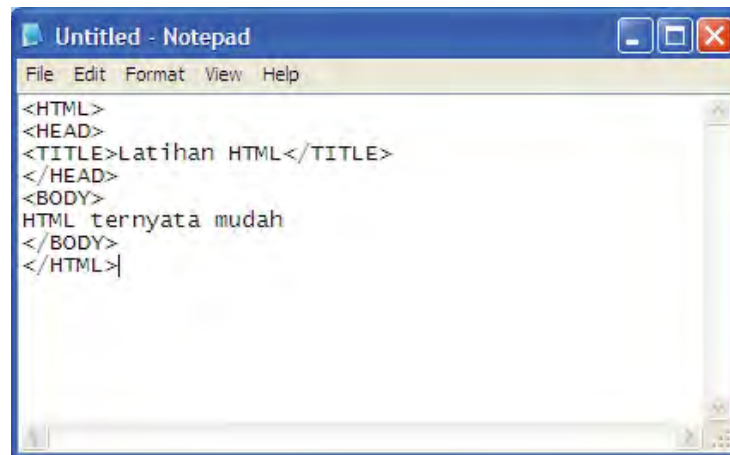 Untitled - Notepad
File Edit Format View Help
<HTML>
<HEAD>
<TITLE>Latihan HTML</TITLE>
</HEAD>
<BODY>
HTML ternyata mudah
</BODY>
</HTML>